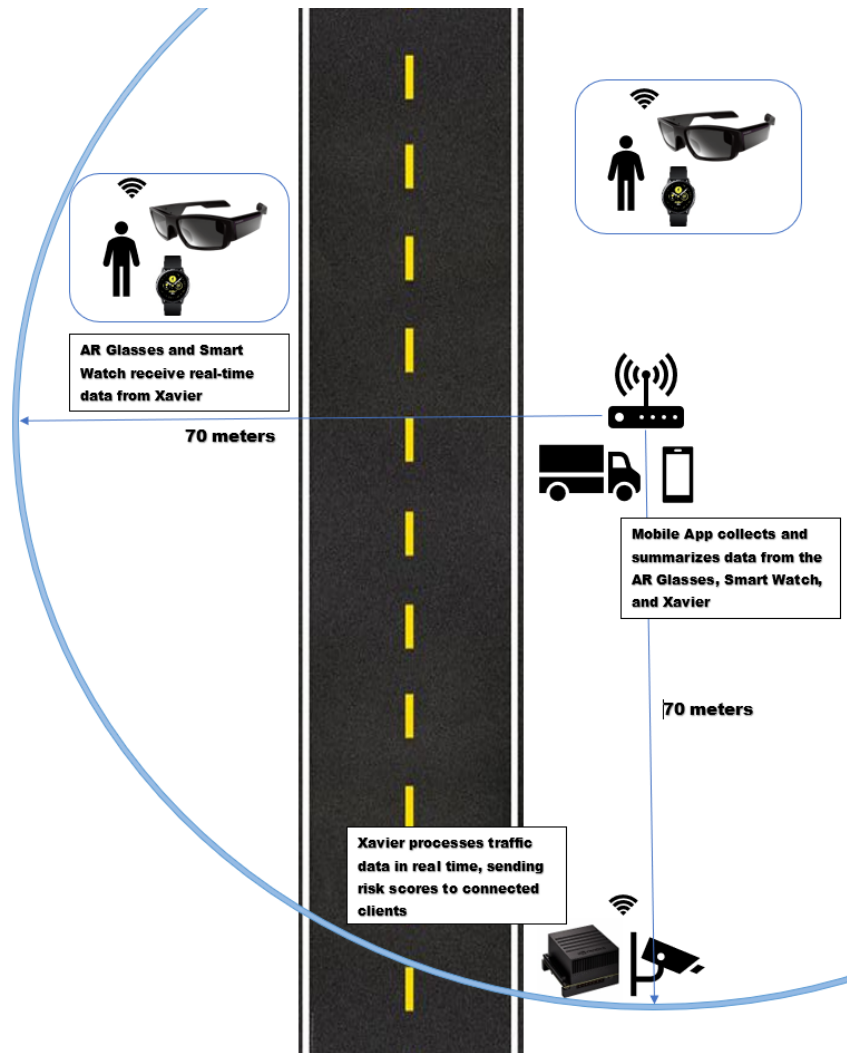 AR Glasses and Smart
Watch receive real-time
data from Xavier
70 meters
Mobile App collects and
summarizes data from the
AR Glasses, Smart Watch,
and Xavier
70 meters
Xavier processes traffic
data in real time, sending
risk scores to connected
clients